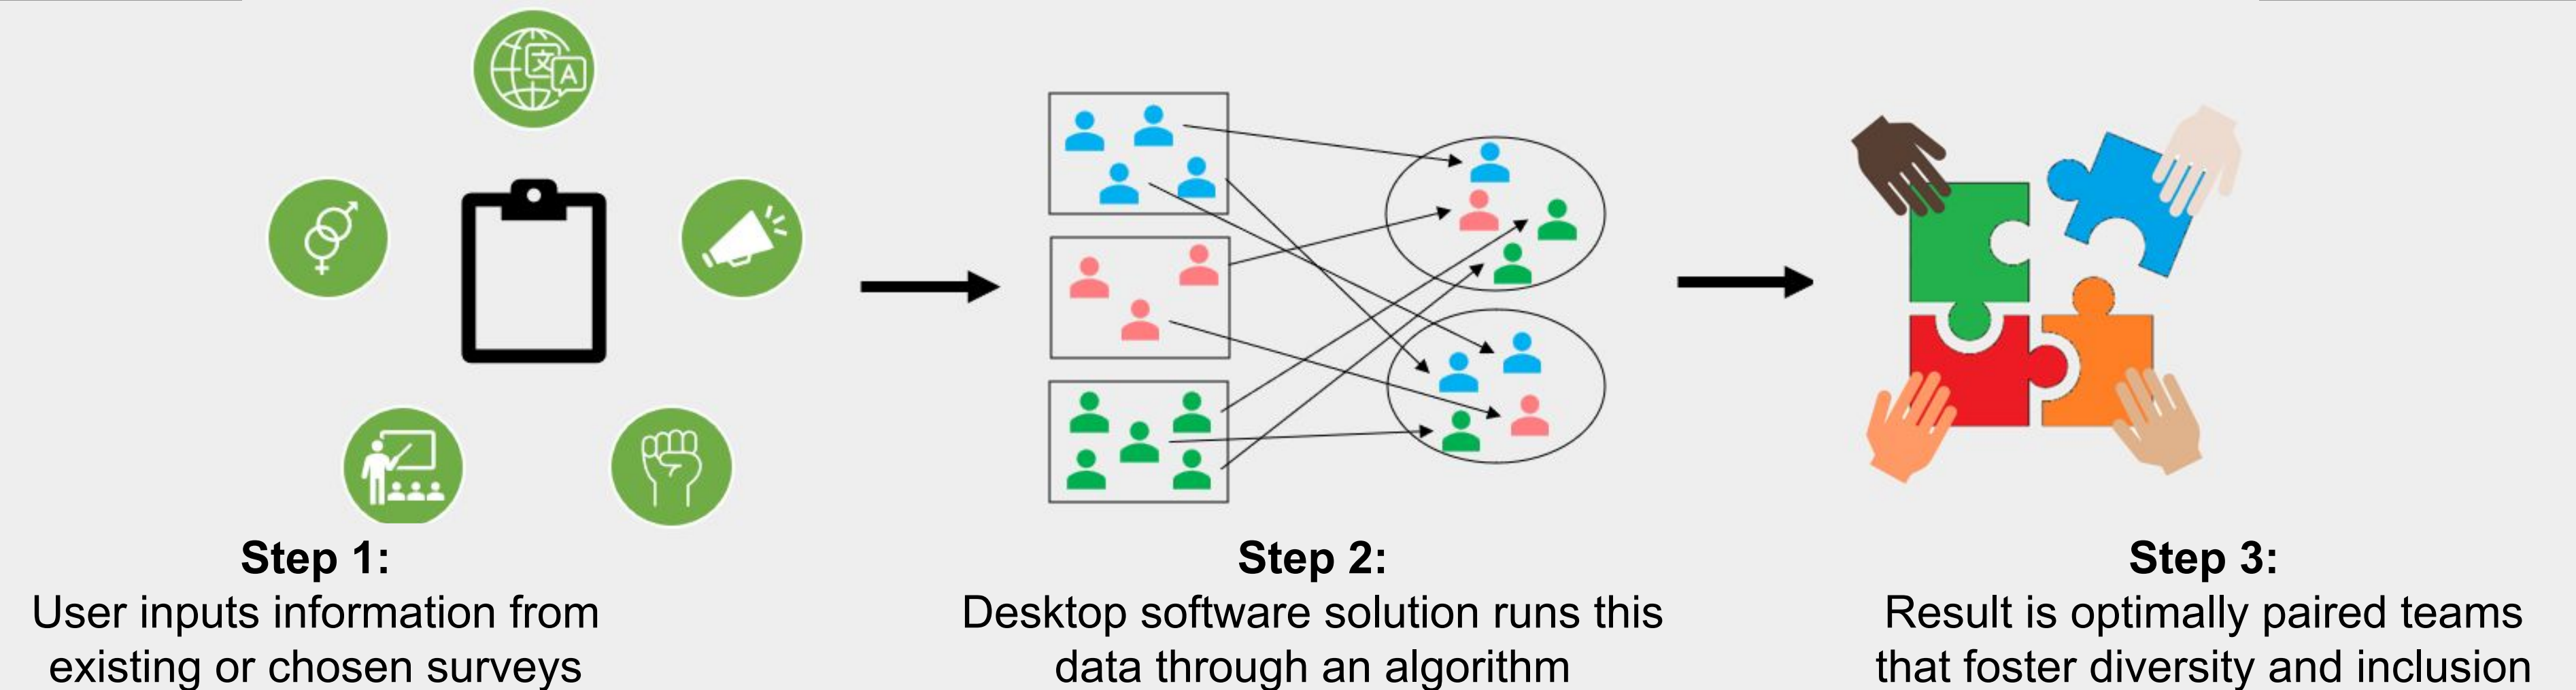 文
A
Step 1:
User inputs information from
existing or chosen surveys
Step 2:
Desktop software solution runs this
data through an algorithm
Step 3:
Result is optimally paired teams
that foster diversity and inclusion